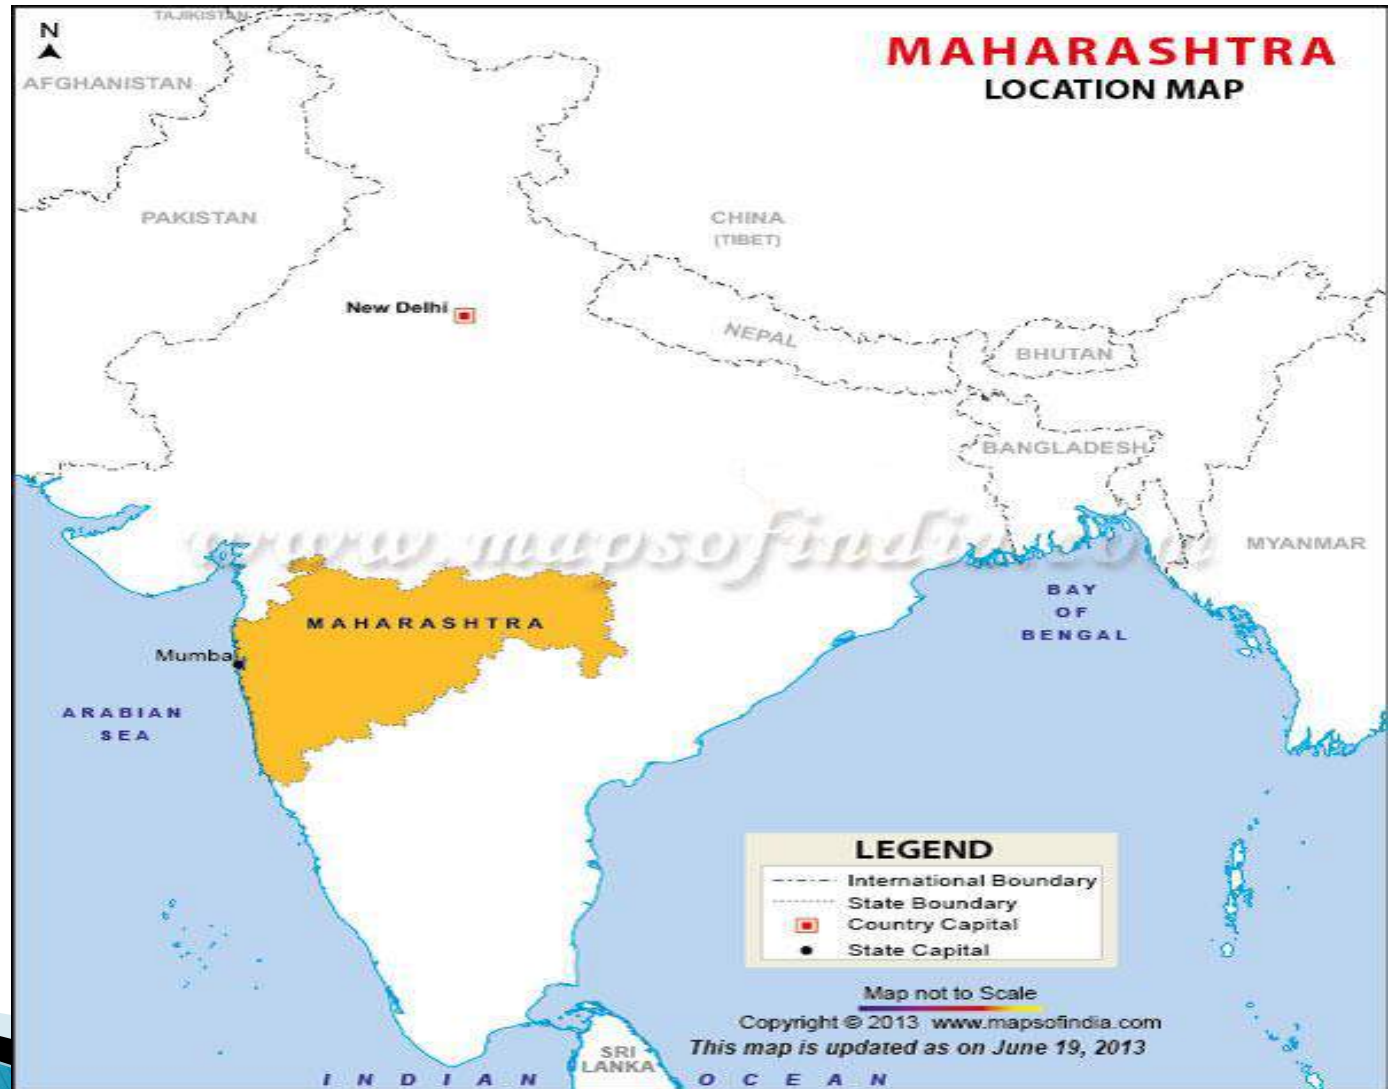 TAJIKISTAN
N
AFGHANISTAN
MAHARASHTRA
LOCATION MAP
PAKISTAN
CHINA
(TIBET)
New Delhi
NEPAL
BHUTAN
BANGLADESH
www.mapsofindia.com
MYANMAR
BAY
OF
BENGAL
MAHARASHTRA
Mumbai
ARABIAN
SEA
LEGEND
International Boundary
State Boundary
Country Capital
State Capital
Map not to Scale
Copyright © 2013 www.mapsofindia.com
This map is updated as on June 19, 2013
SRI
LANKA
INDIAN OCEAN